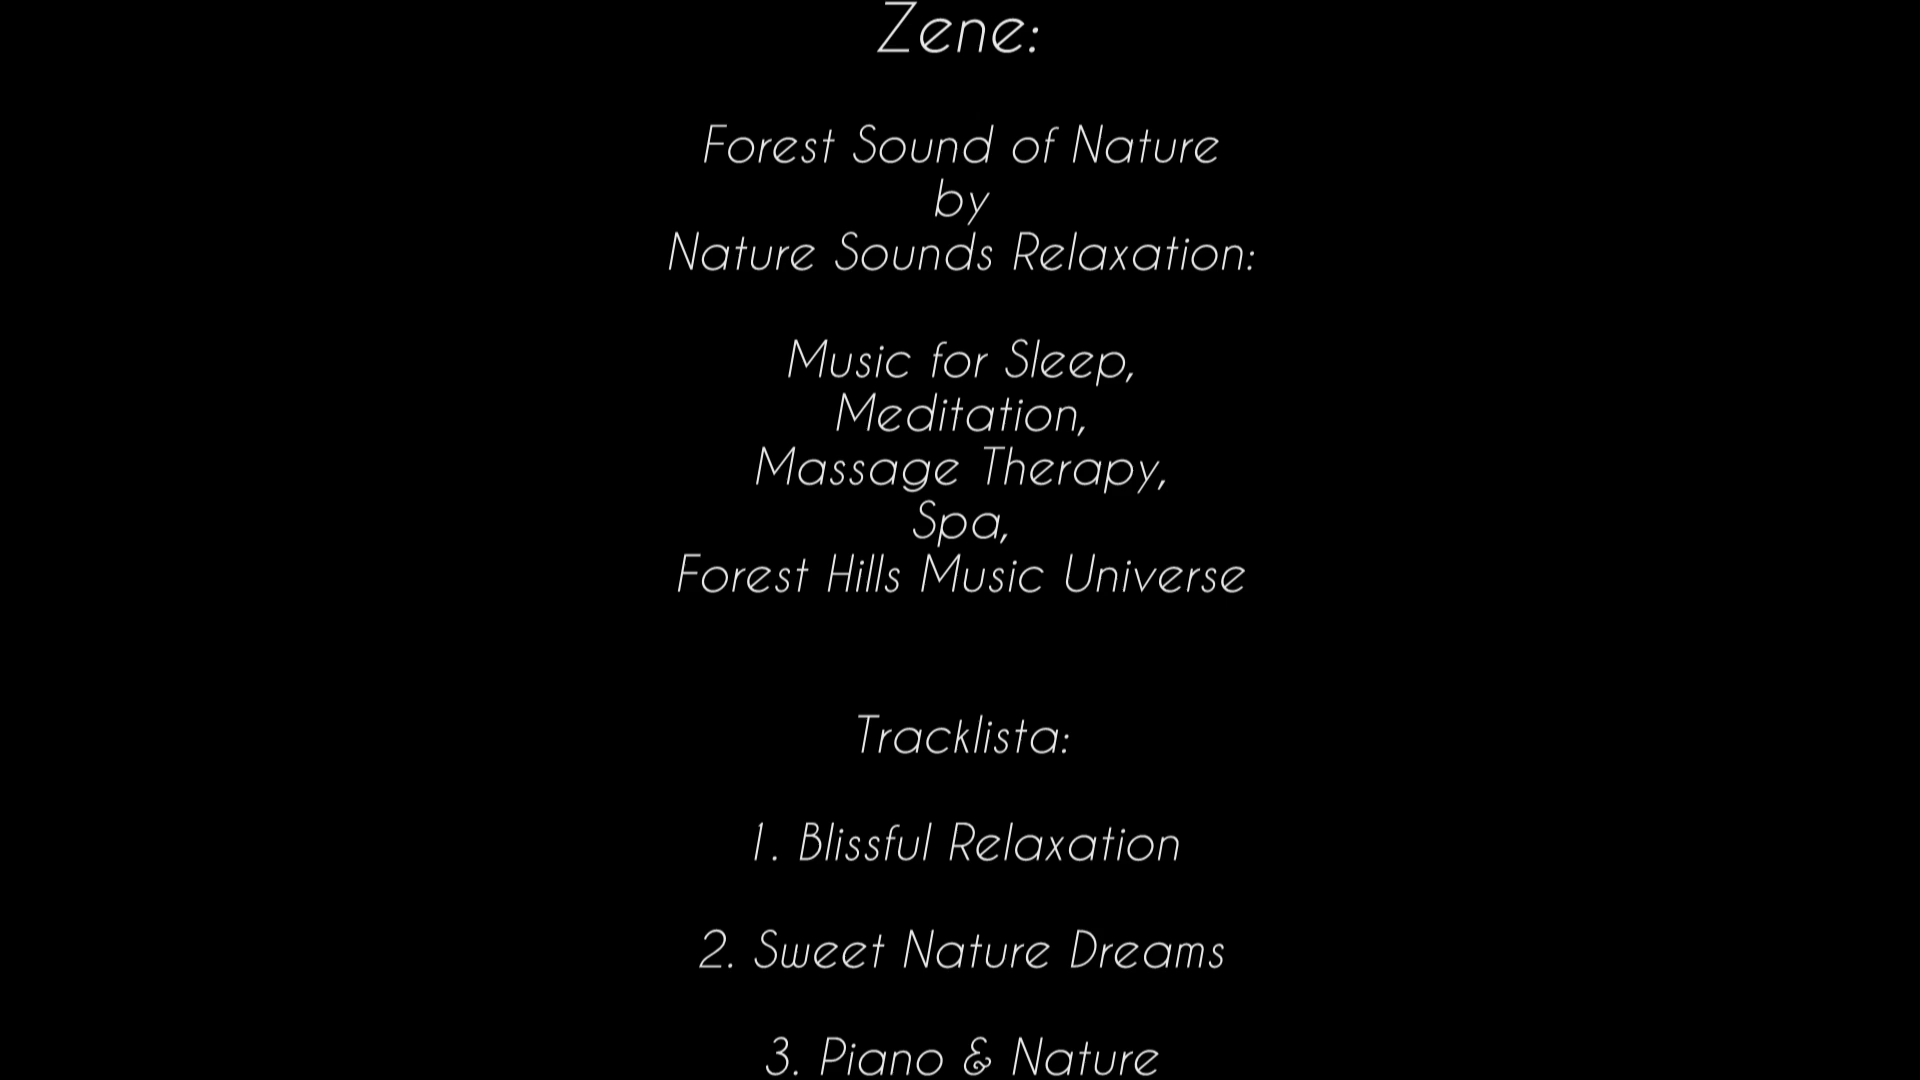 Zene:
Forest Sound of Nature
by
Nature Sounds Relaxation:
Music for Sleep,
Meditation,
Massage Therapy,
Spa,
Forest Hills Music Universe
Tracklista:
1. Blissful Relaxation
2. Sweet Nature Dreams
3. Piano & Nature